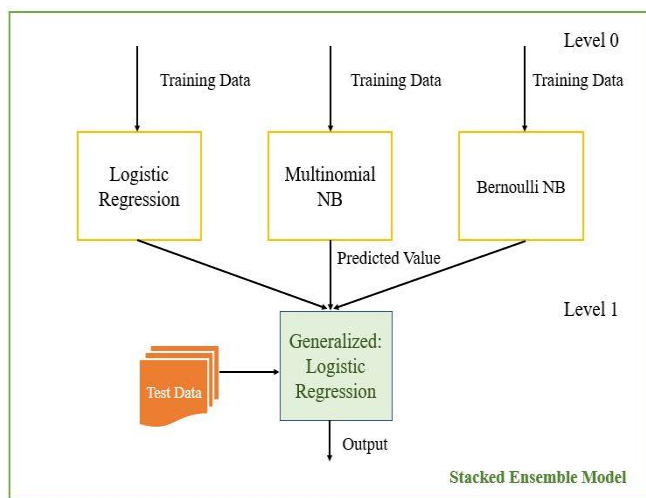 Level 0
Training Data
Training Data
Training Data
Logistic
Regression
Multinomial
NB
Bernoulli NB
Predicted Value
Level 1
Generalized:
Logistic
Regression
Test Data
Output
Stacked Ensemble Model